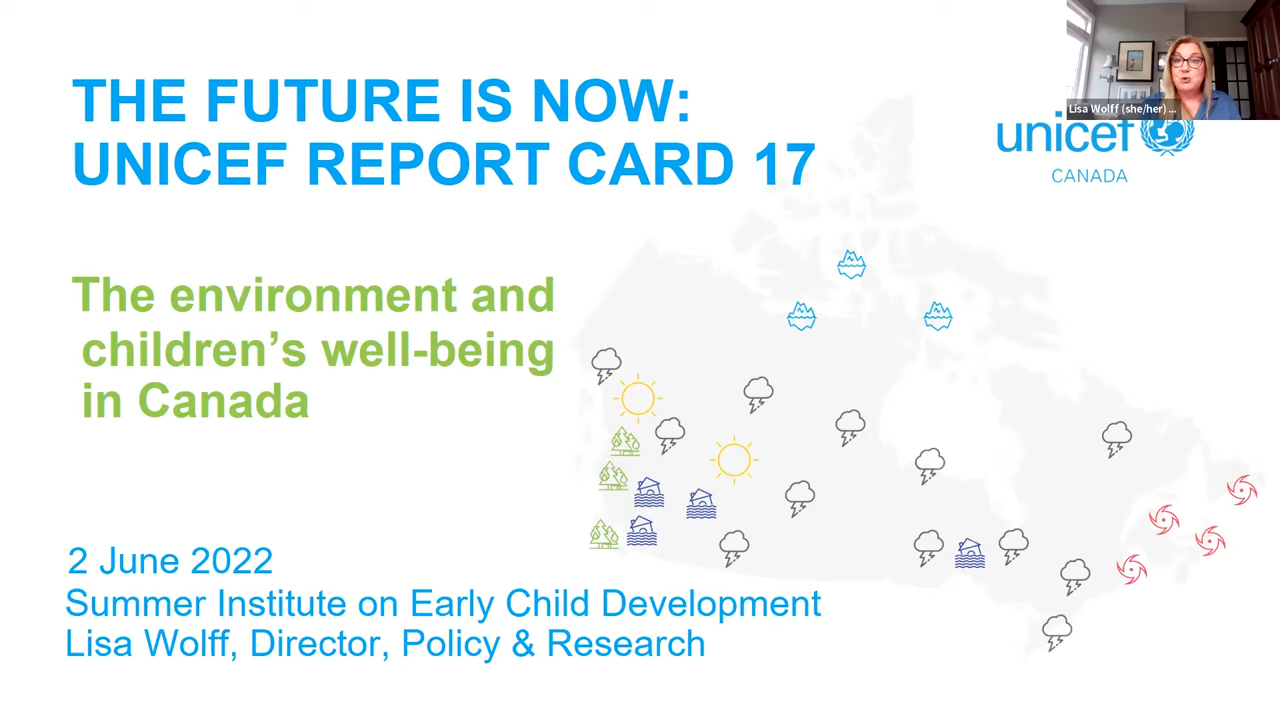 THE FUTURE IS NOW:
UNICEF REPORT CARD 17
Lisa Wolff (she/her) ...
unicef
CANADA
The environment and
children’s well-being
in Canada
2 June 2022
Summer Institute on Early Child Development
Lisa Wolff, Director, Policy & Research